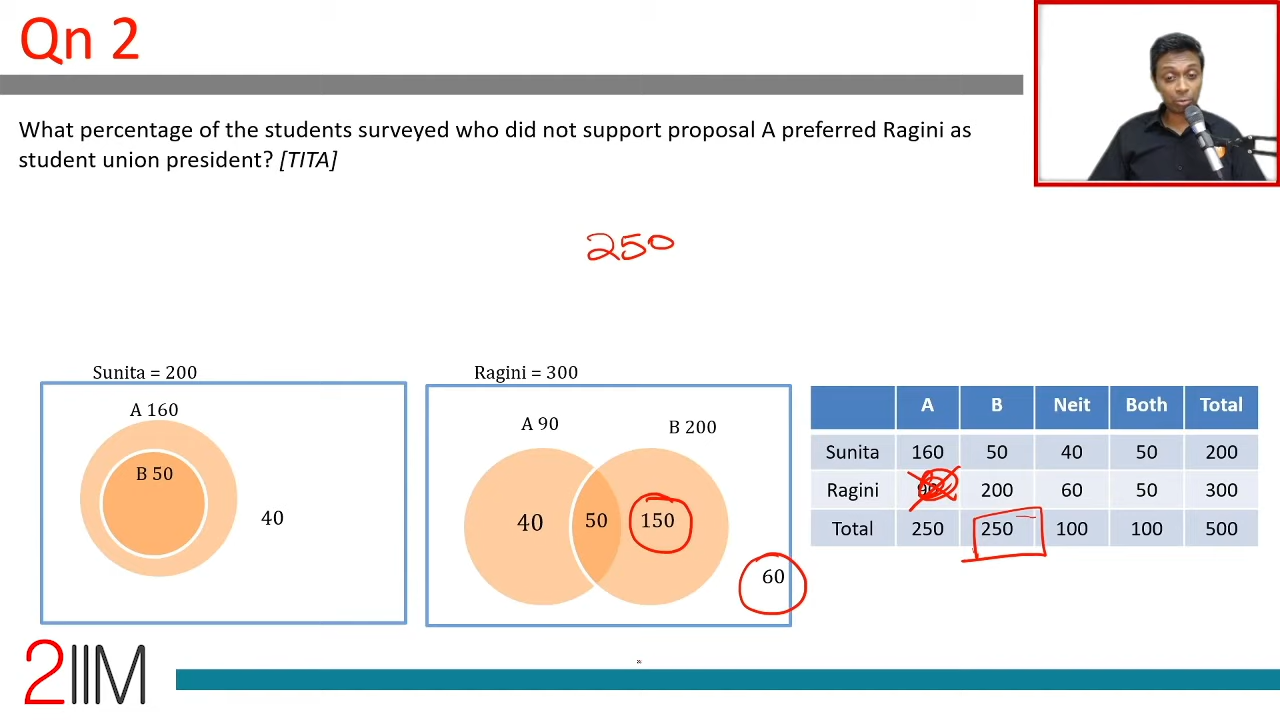 Qn 2
What percentage of the students surveyed who did not support proposal A preferred Ragini as
student union president? [TITA]
250
Sunita = 200
A 160
B 50
40
Ragini = 300
A 90
B 200
40 50 150
60
A B Neit Both Total
Sunita 160 50 40 50 200
Ragini 200 60 50 300
Total 250 250 100 100 500
2IIM